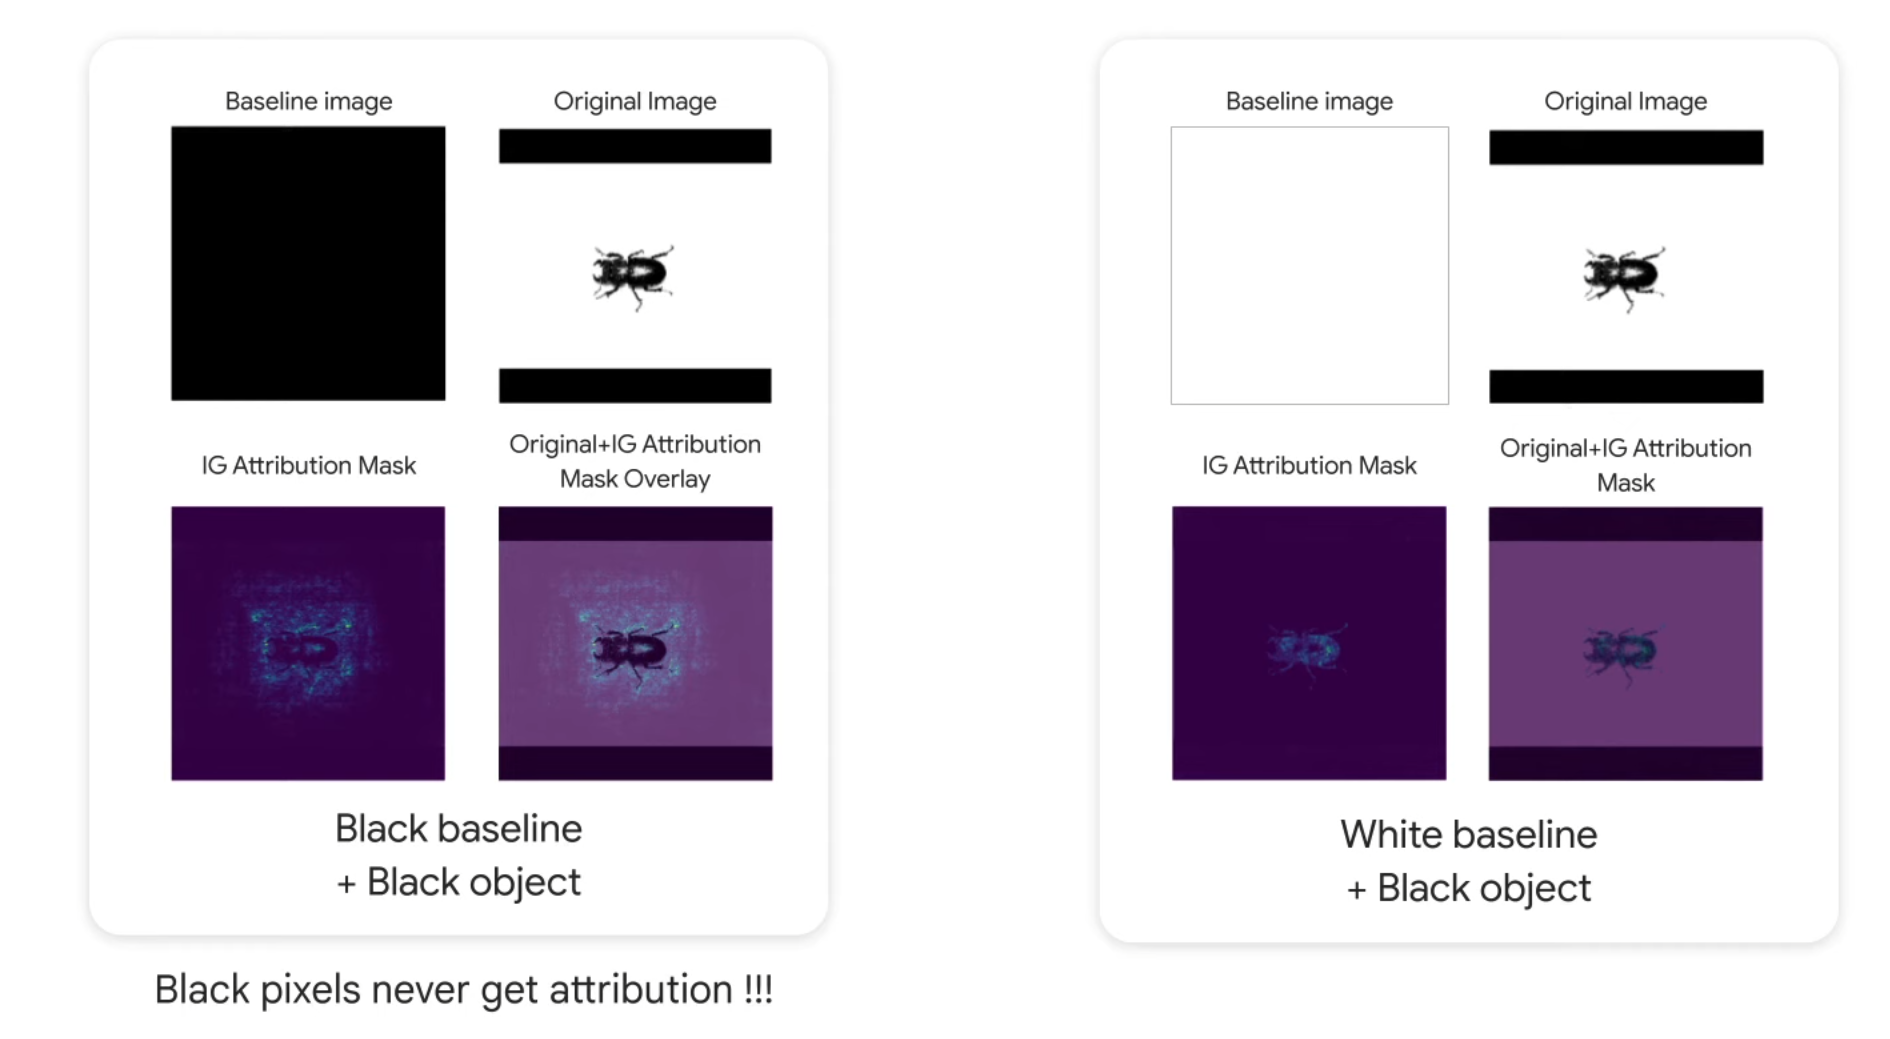 Baseline image
Original Image
IG Attribution Mask
Original+IG Attribution
Mask Overlay
Black baseline
+ Black object
Black pixels never get attribution !!!
Baseline image
Original Image
IG Attribution Mask
Original+IG Attribution
Mask
White baseline
+ Black object